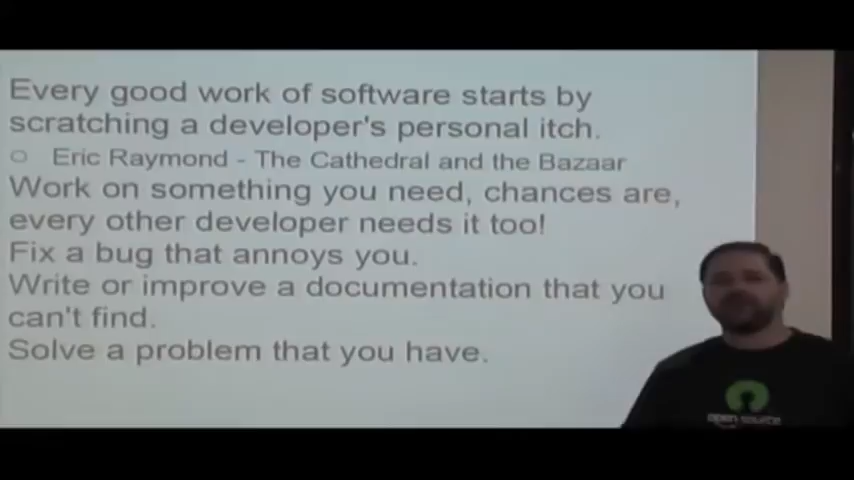 Every good work of software starts by
scratching a developer's personal itch.
Eric Raymond - The Cathedral and the Bazaar
Work on something you need, chances are,
every other developer needs it too!
Fix a bug that annoys you.
Write or improve a documentation that you
can't find.
Solve a problem that you have.
open source